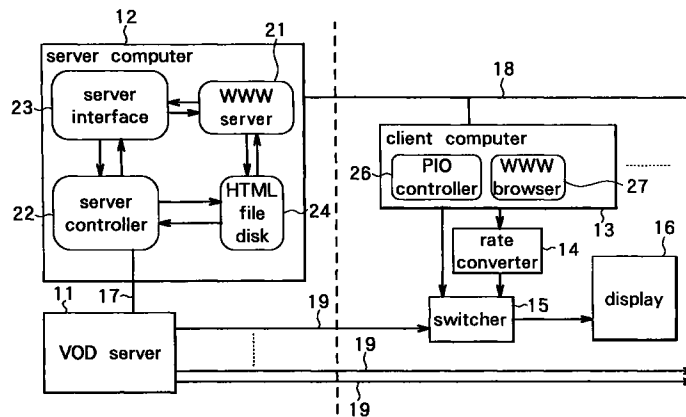 12
server computer
21
23
server
interface
WWW
server
22
server
controller
HTML
file
disk
24
17
11
VOD server
18
client computer
26
PIO
controller
WWW
browser
27
13
rate
converter
14
16
display
15
switcher
19
19
19